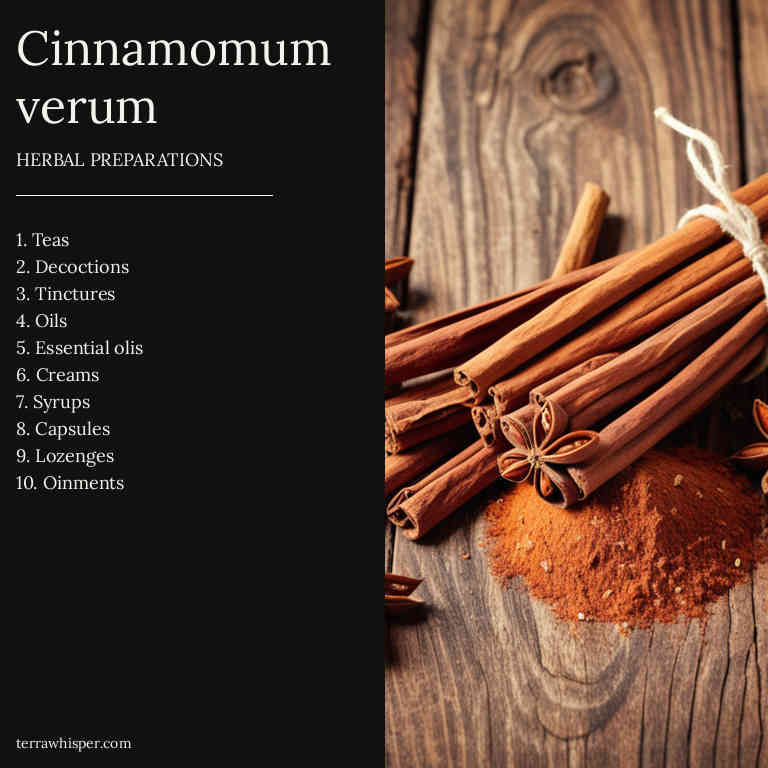 Cinnamomum
verum
HERBAL PREPARATIONS
1. Teas
2. Decoctions
3. Tinctures
4. Oils
5. Essential olis
6. Creams
7. Syrups
8. Capsules
9. Lozenges
10. Oinments
terrawhisper.com